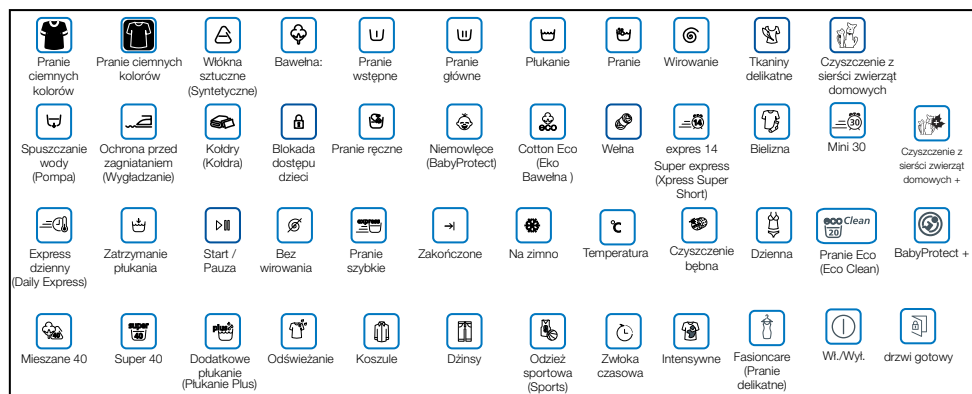 Pranie ciemnych kolorów
Pranie ciemnych kolorów
Włókna sztuczne (Syntetyczne)
Bawełna:
Pranie wstępne
Pranie główne
Płukanie
Pranie
Wirowanie
Tkaniny delikatne
Czyszczenie z sierści zwierząt domowych
eco
14
30
Spuszczanie wody (Pompa)
Ochrona przed zagniataniem (Wygładzanie)
Kołdry (Kołdra)
Blokada dostępu dzieci
Pranie ręczne
Niemowlęce (BabyProtect)
Cotton Eco (Eko Bawełna )
Wełna
expres 14 Super express (Xpress Super Short)
Bielizna
Mini 30
Czyszczenie z sierści zwierząt domowych +
express
°C
eco Clean
20
Express dzienny (Daily Express)
Zatrzymanie płukania
Start / Pauza
Bez wirowania
Pranie szybkie
Zakończone
Na zimno
Temperatura
Czyszczenie bębna
Dzienna
Pranie Eco (Eco Clean)
BabyProtect +
40
super
40
plus
Mieszane 40
Super 40
Dodatkowe płukanie (Płukanie Plus)
Odświeżanie
Koszule
Dżinsy
Odzież sportowa (Sports)
Zwłoka czasowa
Intensywne
Fasioncare (Pranie delikatne)
Wł./Wył.
drzwi gotowy